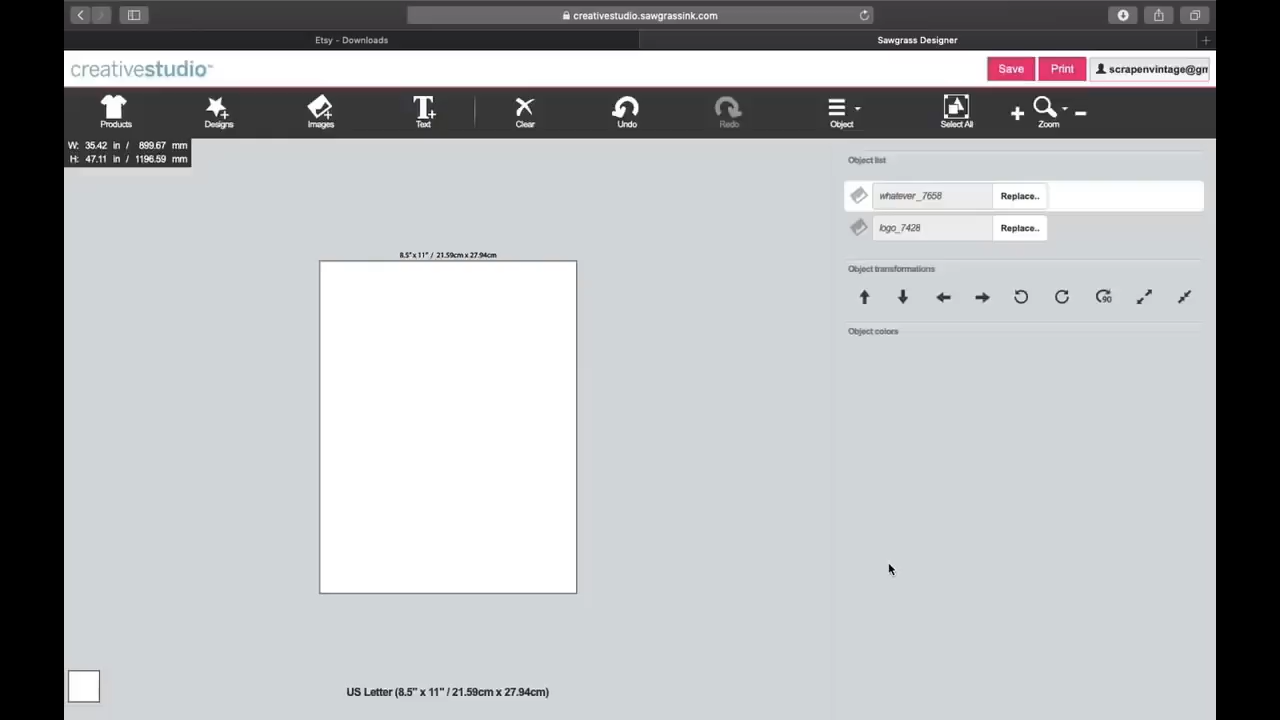 creativestudio.sawgrassink.com
Etsy - Downloads
Sawgrass Designer
creativestudio™
Save
Print
scrapenvintage@gm
Products
Designs
Images
Text
Clear
Undo
Redo
Object
Select All
Zoom
W: 35.42 in / 899.67 mm
H: 47.11 in / 1196.59 mm
Object list
whatever_7658
Replace..
logo_7428
Replace..
Object transformations
90
Object colors
8.5" x 11" / 21.59cm x 27.94cm
US Letter (8.5" x 11" / 21.59cm x 27.94cm)